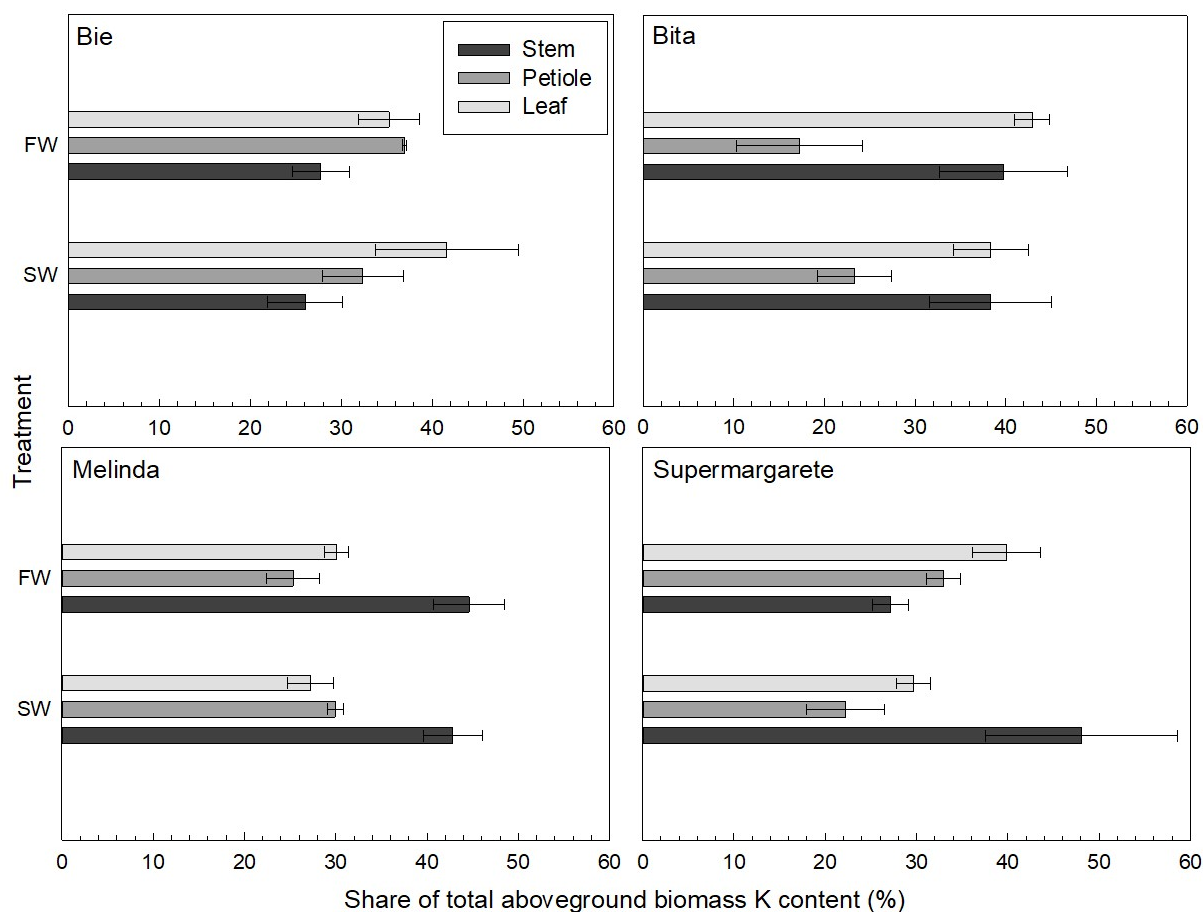 Bie
Stem
Petiole
Leaf
FW
SW
0 10 20 30 40 50 60
Bita
0 10 20 30 40 50 60
Treatment
Melinda
FW
SW
0 10 20 30 40 50 60
Supermargarete
0 10 20 30 40 50 60
Share of total aboveground biomass K content (%)